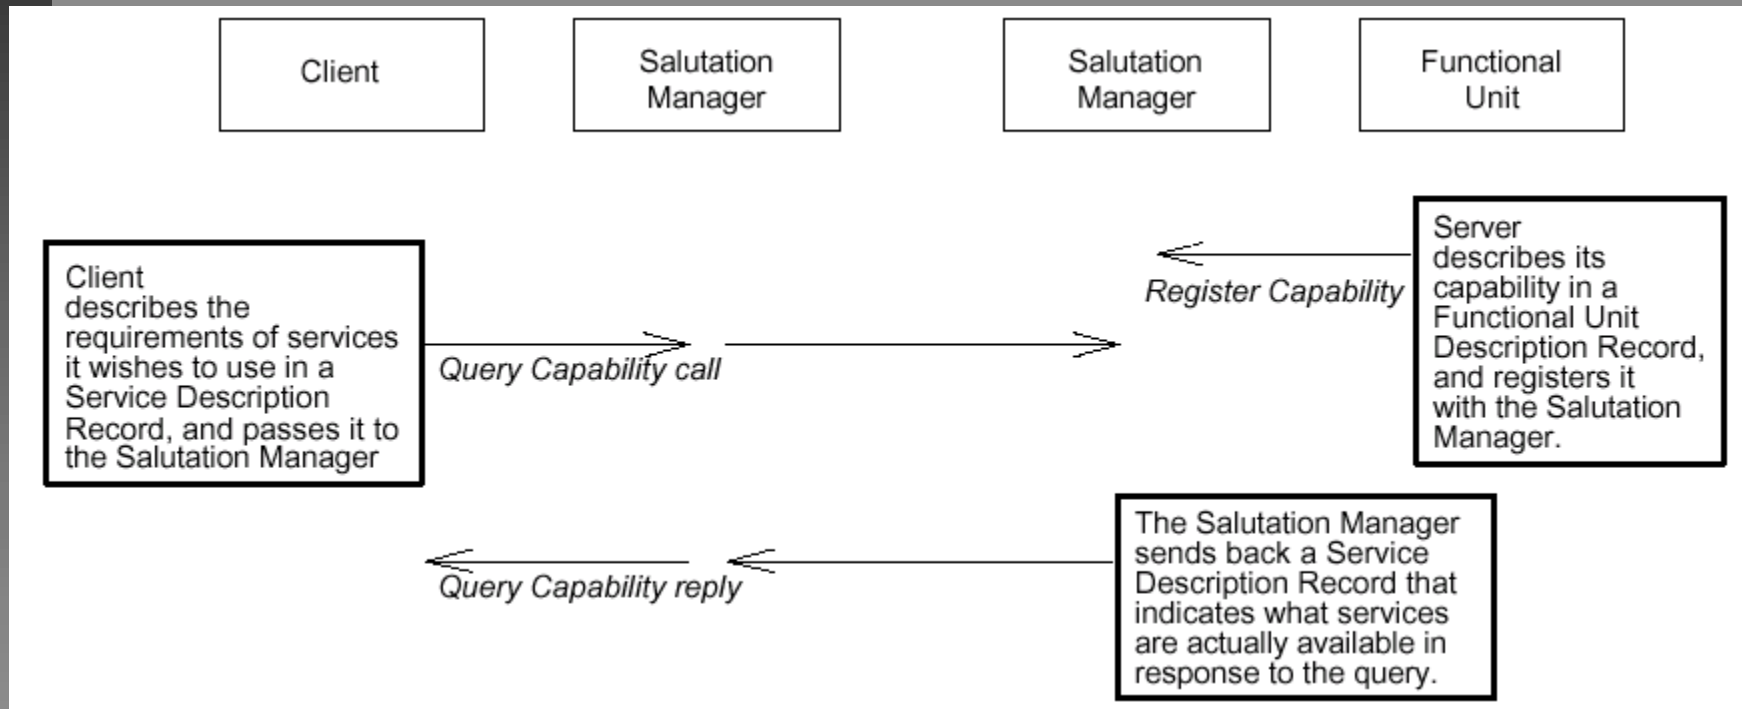 Client
Salutation
Manager
Salutation
Manager
Functional
Unit
Server
describes its
capability in a
Functional Unit
Description Record,
and registers it
with the Salutation
Manager.
Register Capability
Client
describes the
requirements of services
it wishes to use in a
Service Description
Record, and passes it to
the Salutation Manager
Query Capability call
The Salutation Manager
sends back a Service
Description Record that
indicates what services
are actually available in
response to the query.
Query Capability reply